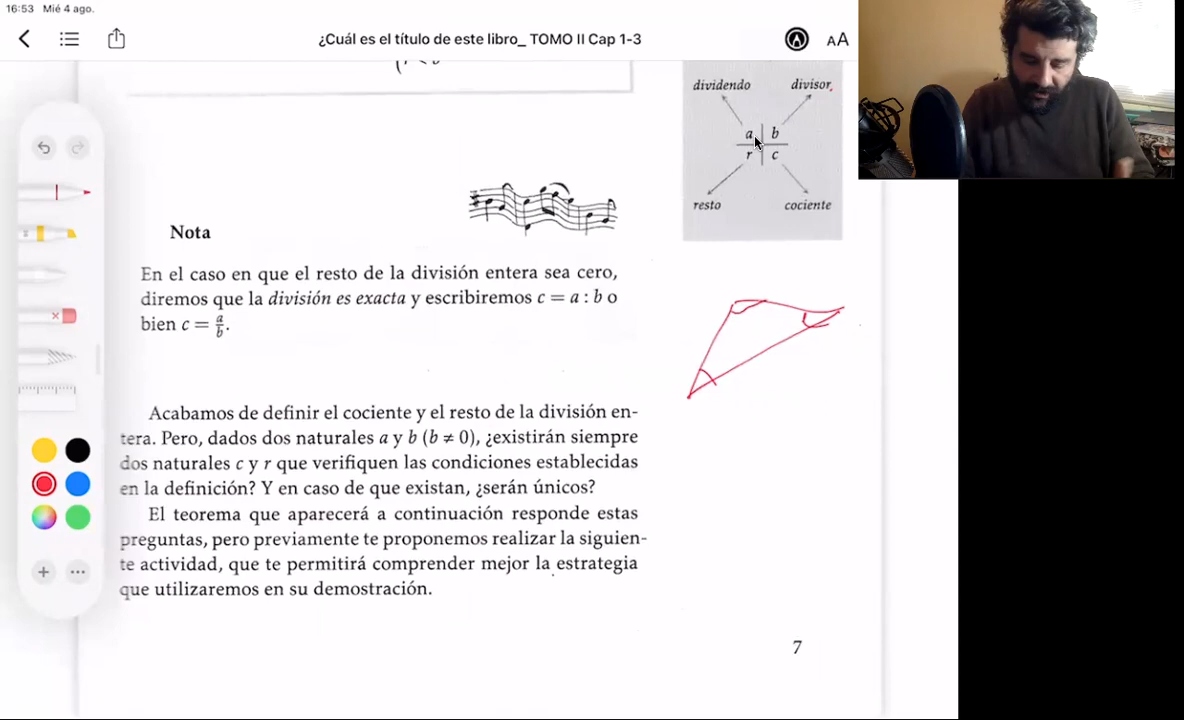 16:53 Mié 4 ago.
¿Cuál es el título de este libro_ TOMO II Cap 1-3
AA
dividendo divisor
a b
r c
resto cociente
Nota
En el caso en que el resto de la división entera sea cero,
diremos que la división es exacta y escribiremos c = a : b o
bien c = a/b.
Acabamos de definir el cociente y el resto de la división en-
tera. Pero, dados dos naturales a y b (b ≠ 0), ¿existirán siempre
dos naturales c y r que verifiquen las condiciones establecidas
en la definición? Y en caso de que existan, ¿serán únicos?
El teorema que aparecerá a continuación responde estas
preguntas, pero previamente te proponemos realizar la siguien-
te actividad, que te permitirá comprender mejor la estrategia
que utilizaremos en su demostración.
7